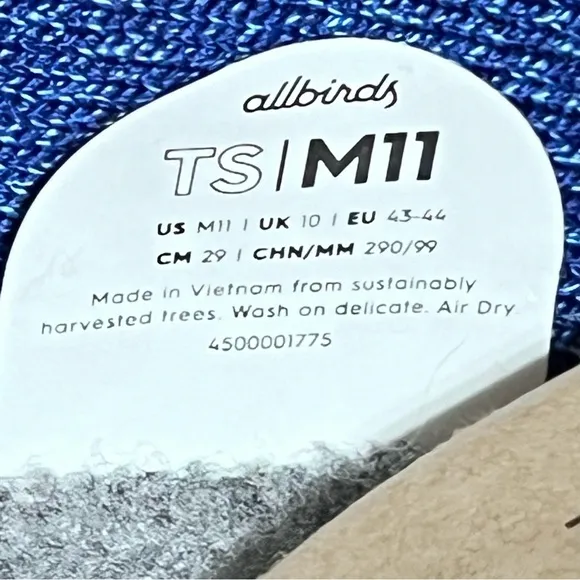 allbirds
TS|M11
US M11 | UK 10 | EU 43-44
CM 29 | CHN/MM 290/99
Made in Vietnam from sustainably
harvested trees. Wash on delicate. Air Dry.
4500001775